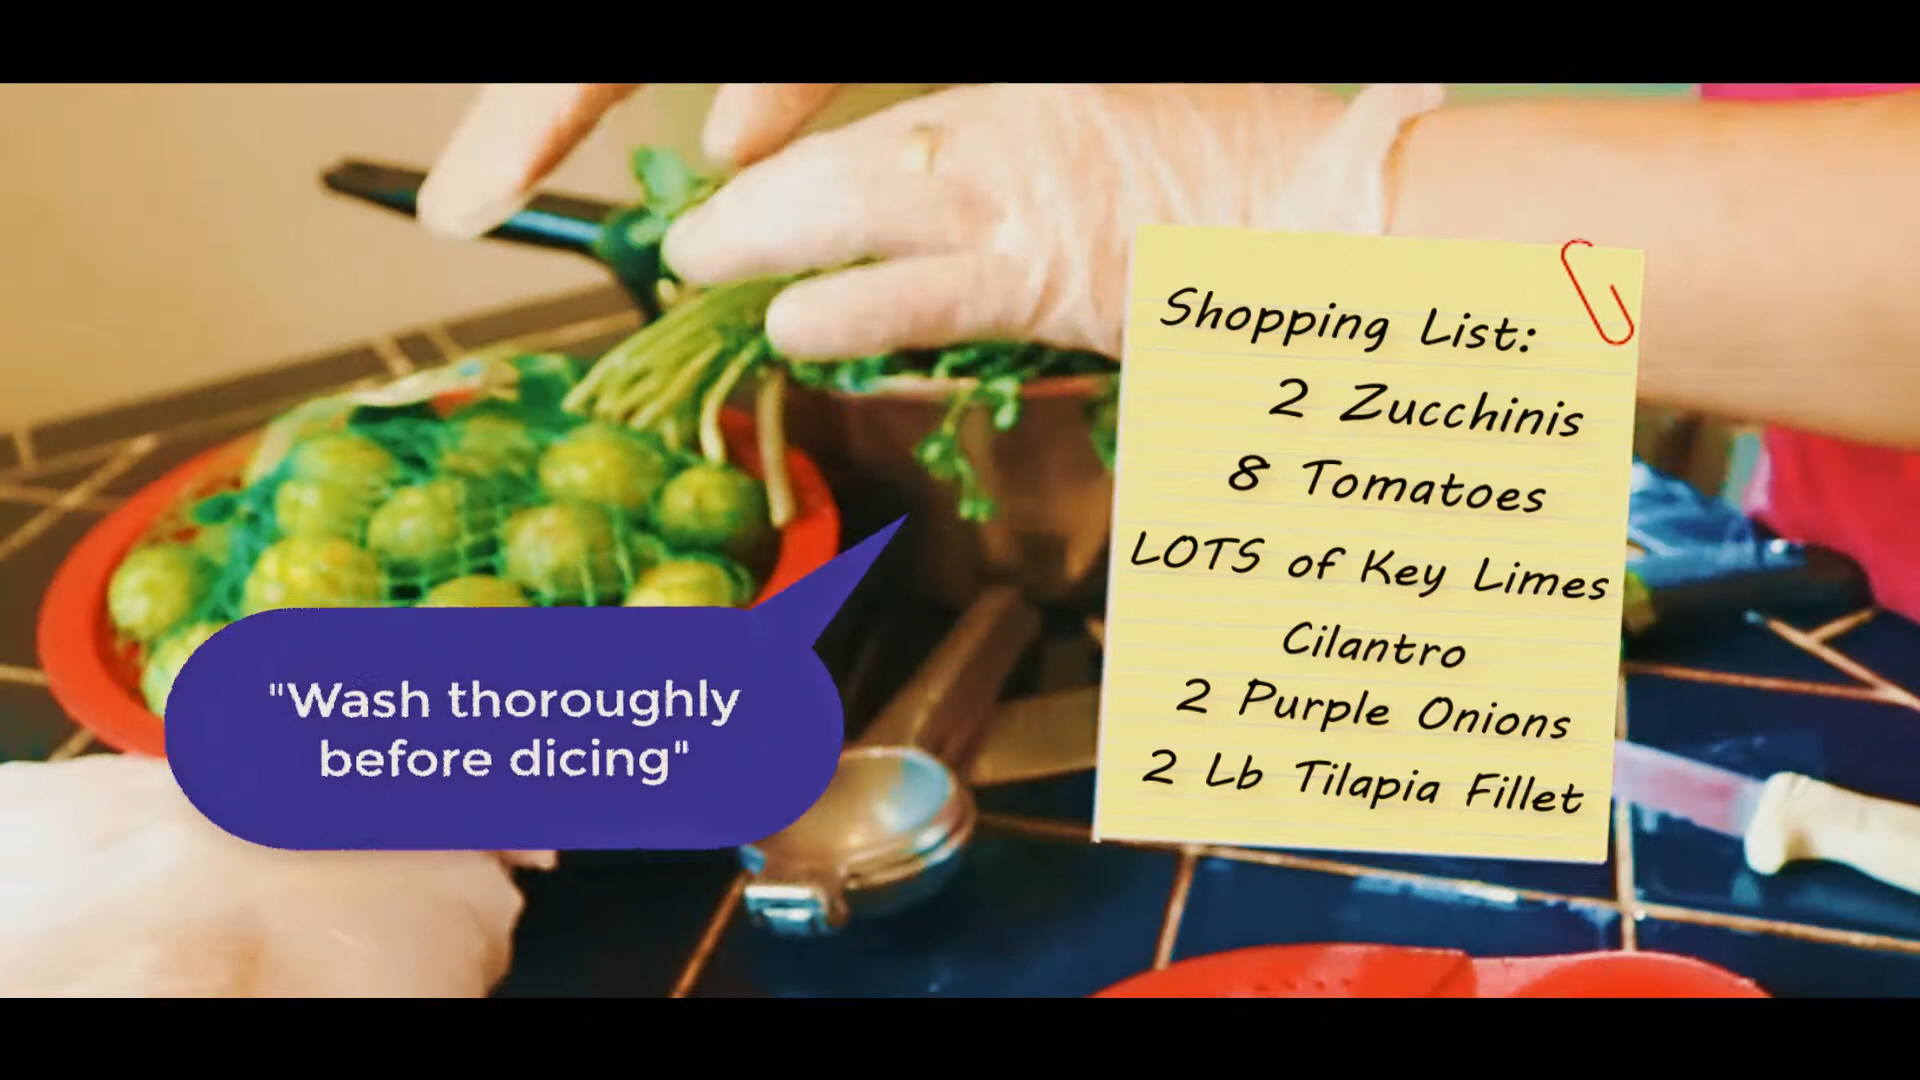 Shopping List:
2 Zucchinis
8 Tomatoes
LOTS of Key Limes
Cilantro
2 Purple Onions
2 Lb Tilapia Fillet
"Wash thoroughly
before dicing"